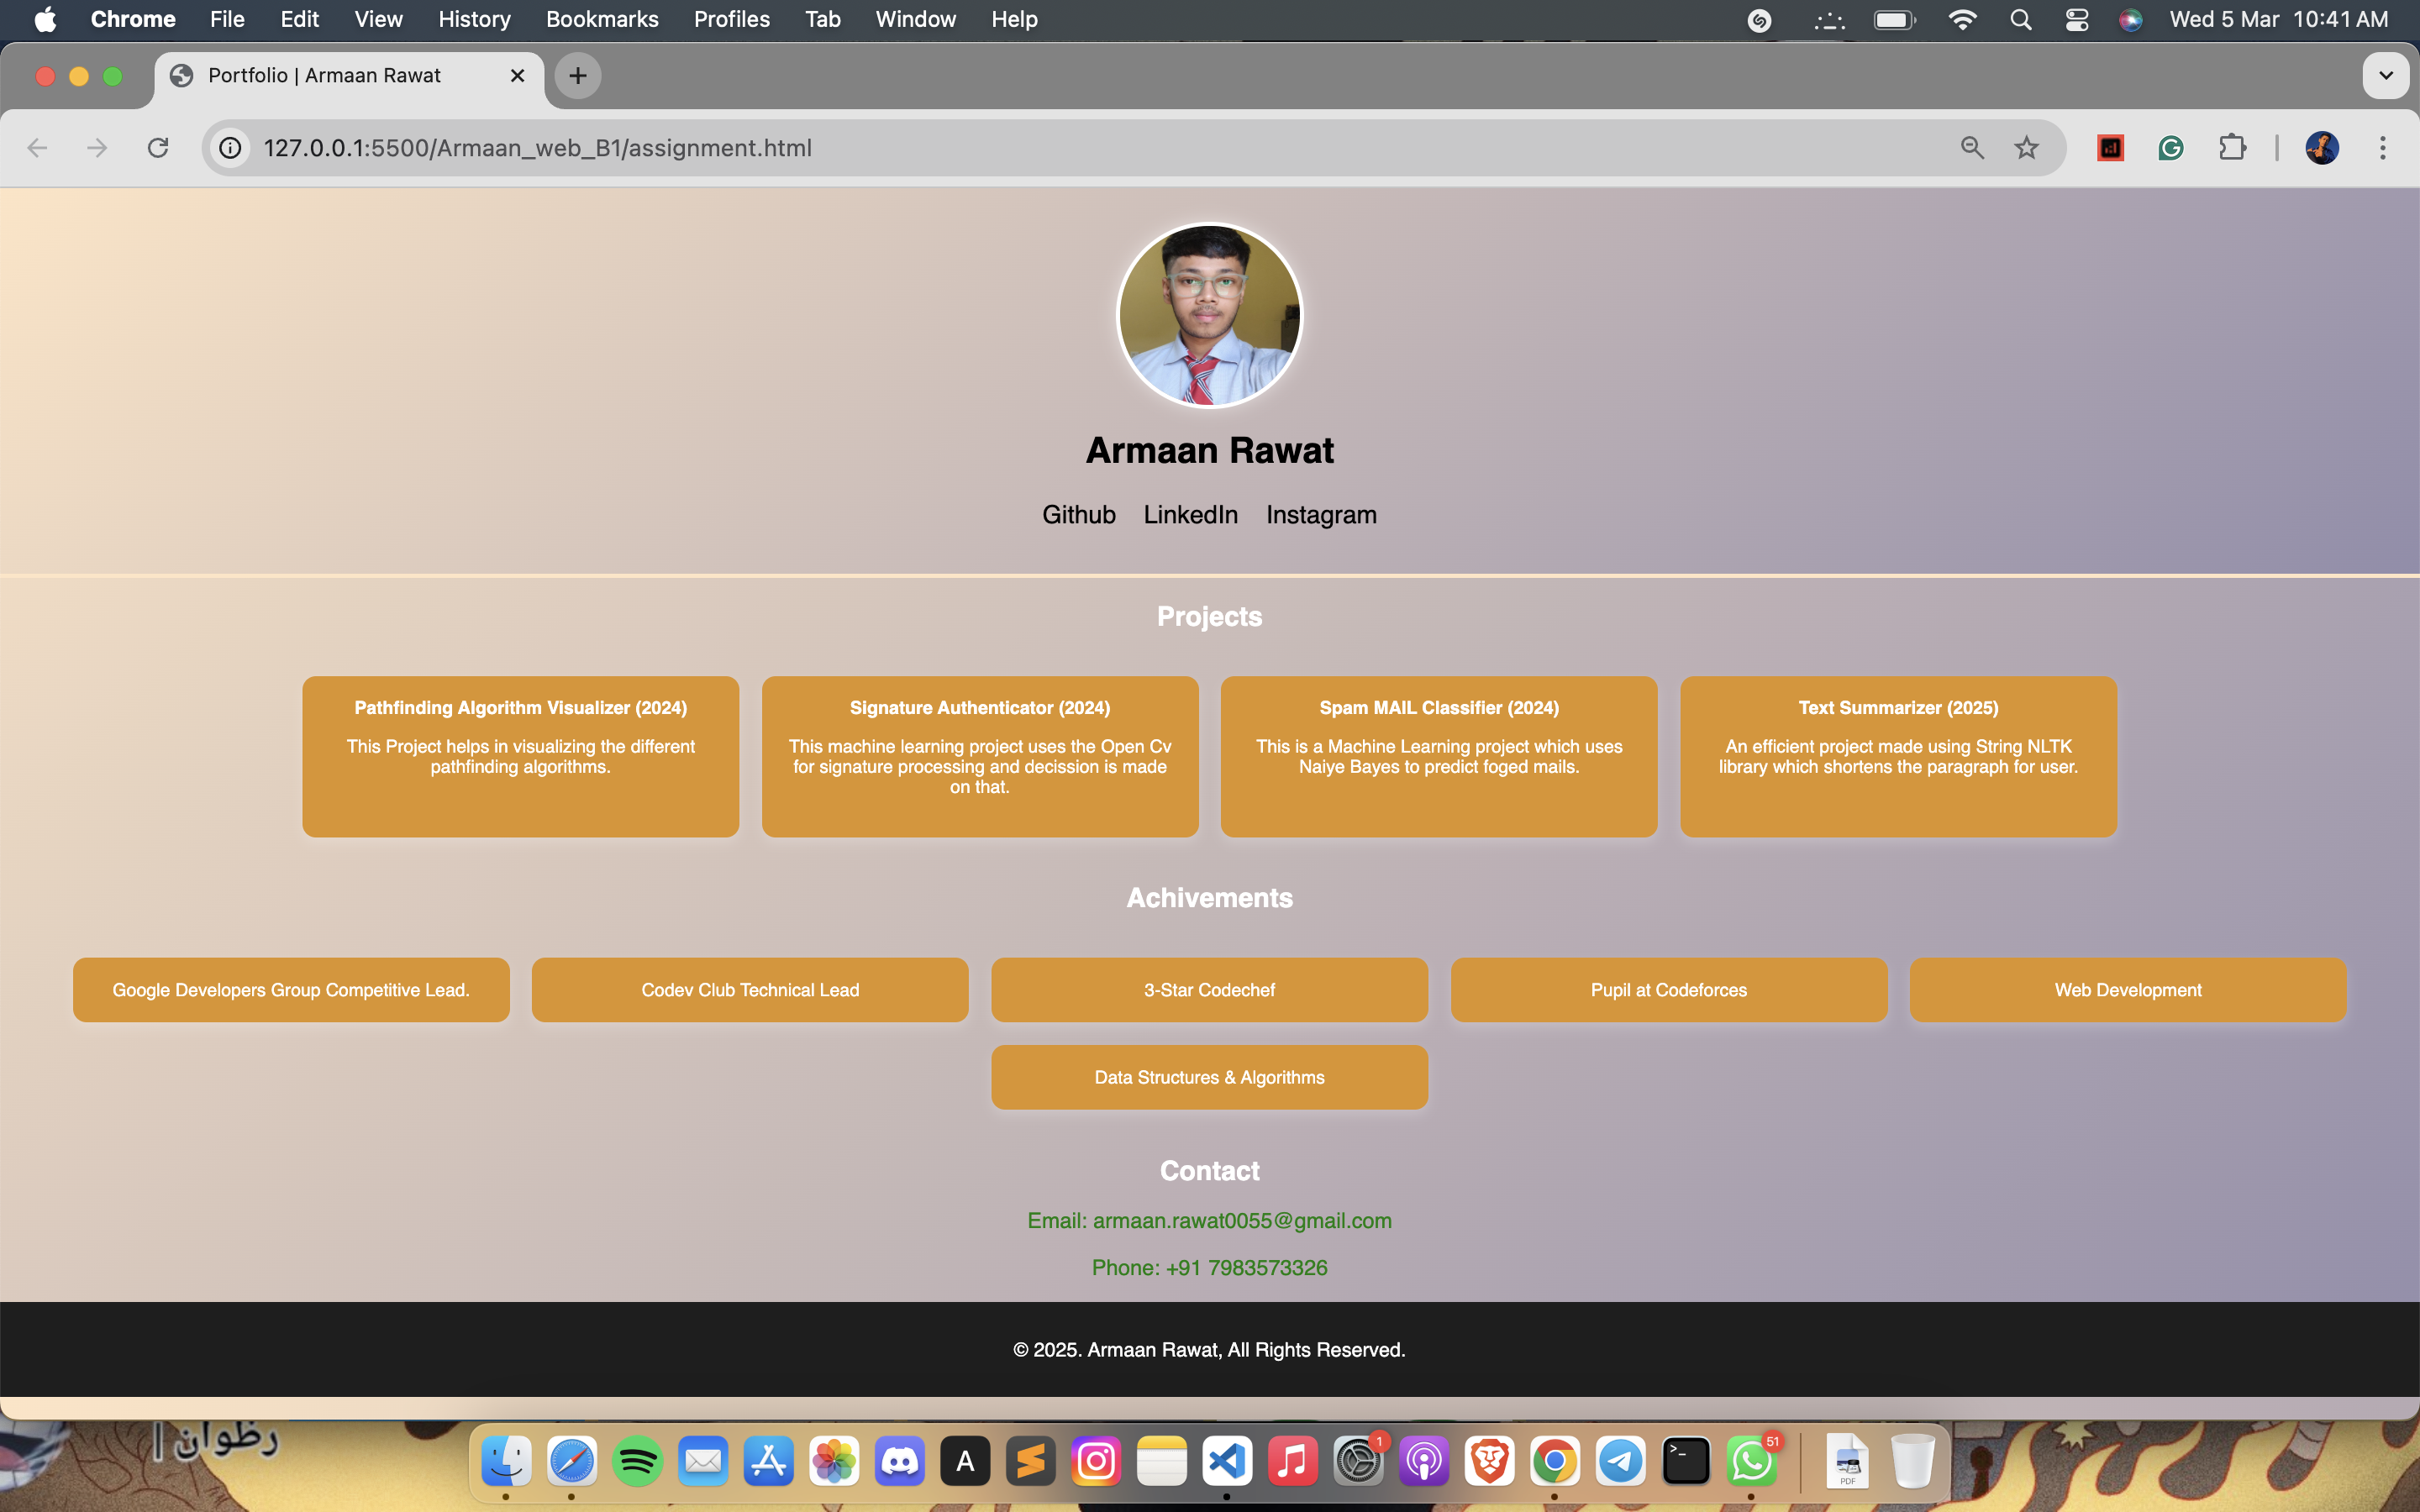 Chrome File Edit View History Bookmarks Profiles Tab Window Help Wed 5 Mar 10:41 AM
Portfolio | Armaan Rawat
127.0.0.1:5500/Armaan_web_B1/assignment.html
Armaan Rawat
Github LinkedIn Instagram
Projects
Pathfinding Algorithm Visualizer (2024)
This Project helps in visualizing the different
pathfinding algorithms.
Signature Authenticator (2024)
This machine learning project uses the Open Cv
for signature processing and decission is made
on that.
Spam MAIL Classifier (2024)
This is a Machine Learning project which uses
Naiye Bayes to predict foged mails.
Text Summarizer (2025)
An efficient project made using String NLTK
library which shortens the paragraph for user.
Achivements
Google Developers Group Competitive Lead. Codev Club Technical Lead 3-Star Codechef Pupil at Codeforces Web Development
Data Structures & Algorithms
Contact
Email: armaan.rawat0055@gmail.com
Phone: +91 7983573326
© 2025. Armaan Rawat, All Rights Reserved.
رظوان |
A 1 >_ 51 PDF